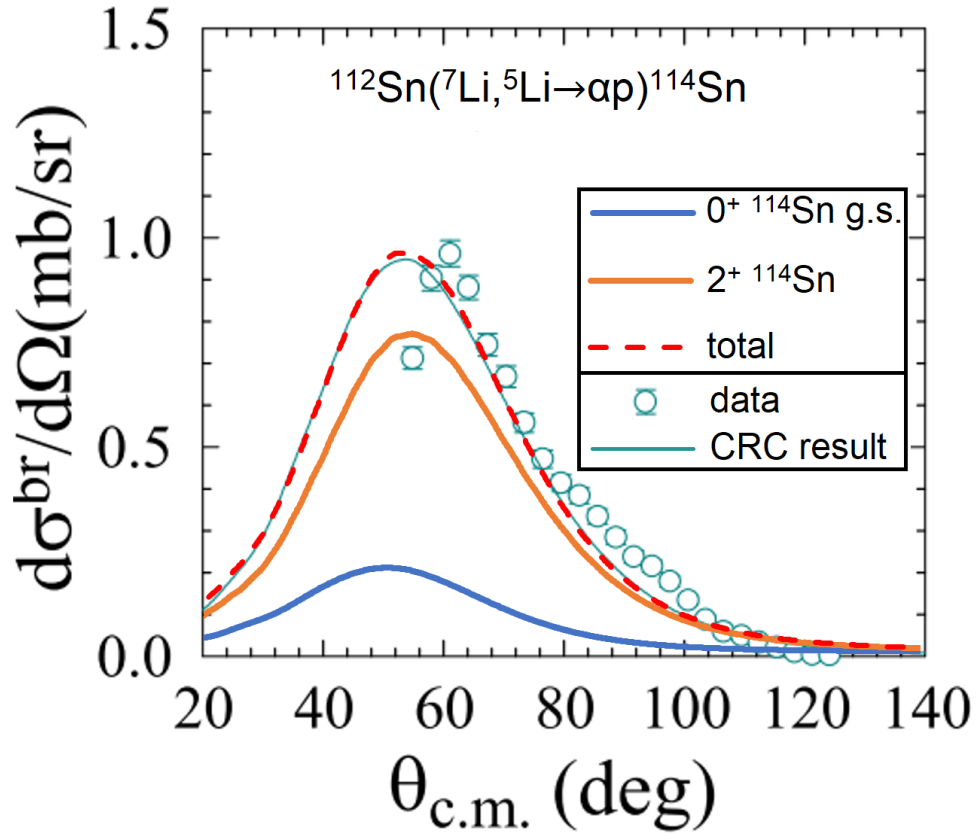 1.5
1.0
0.5
0.0
dσᵇʳ/dΩ(mb/sr)
¹¹²Sn(⁷Li,⁵Li→αp)¹¹⁴Sn
0⁺ ¹¹⁴Sn g.s.
2⁺ ¹¹⁴Sn
total
data
CRC result
20 40 60 80 100 120 140
θc.m. (deg)